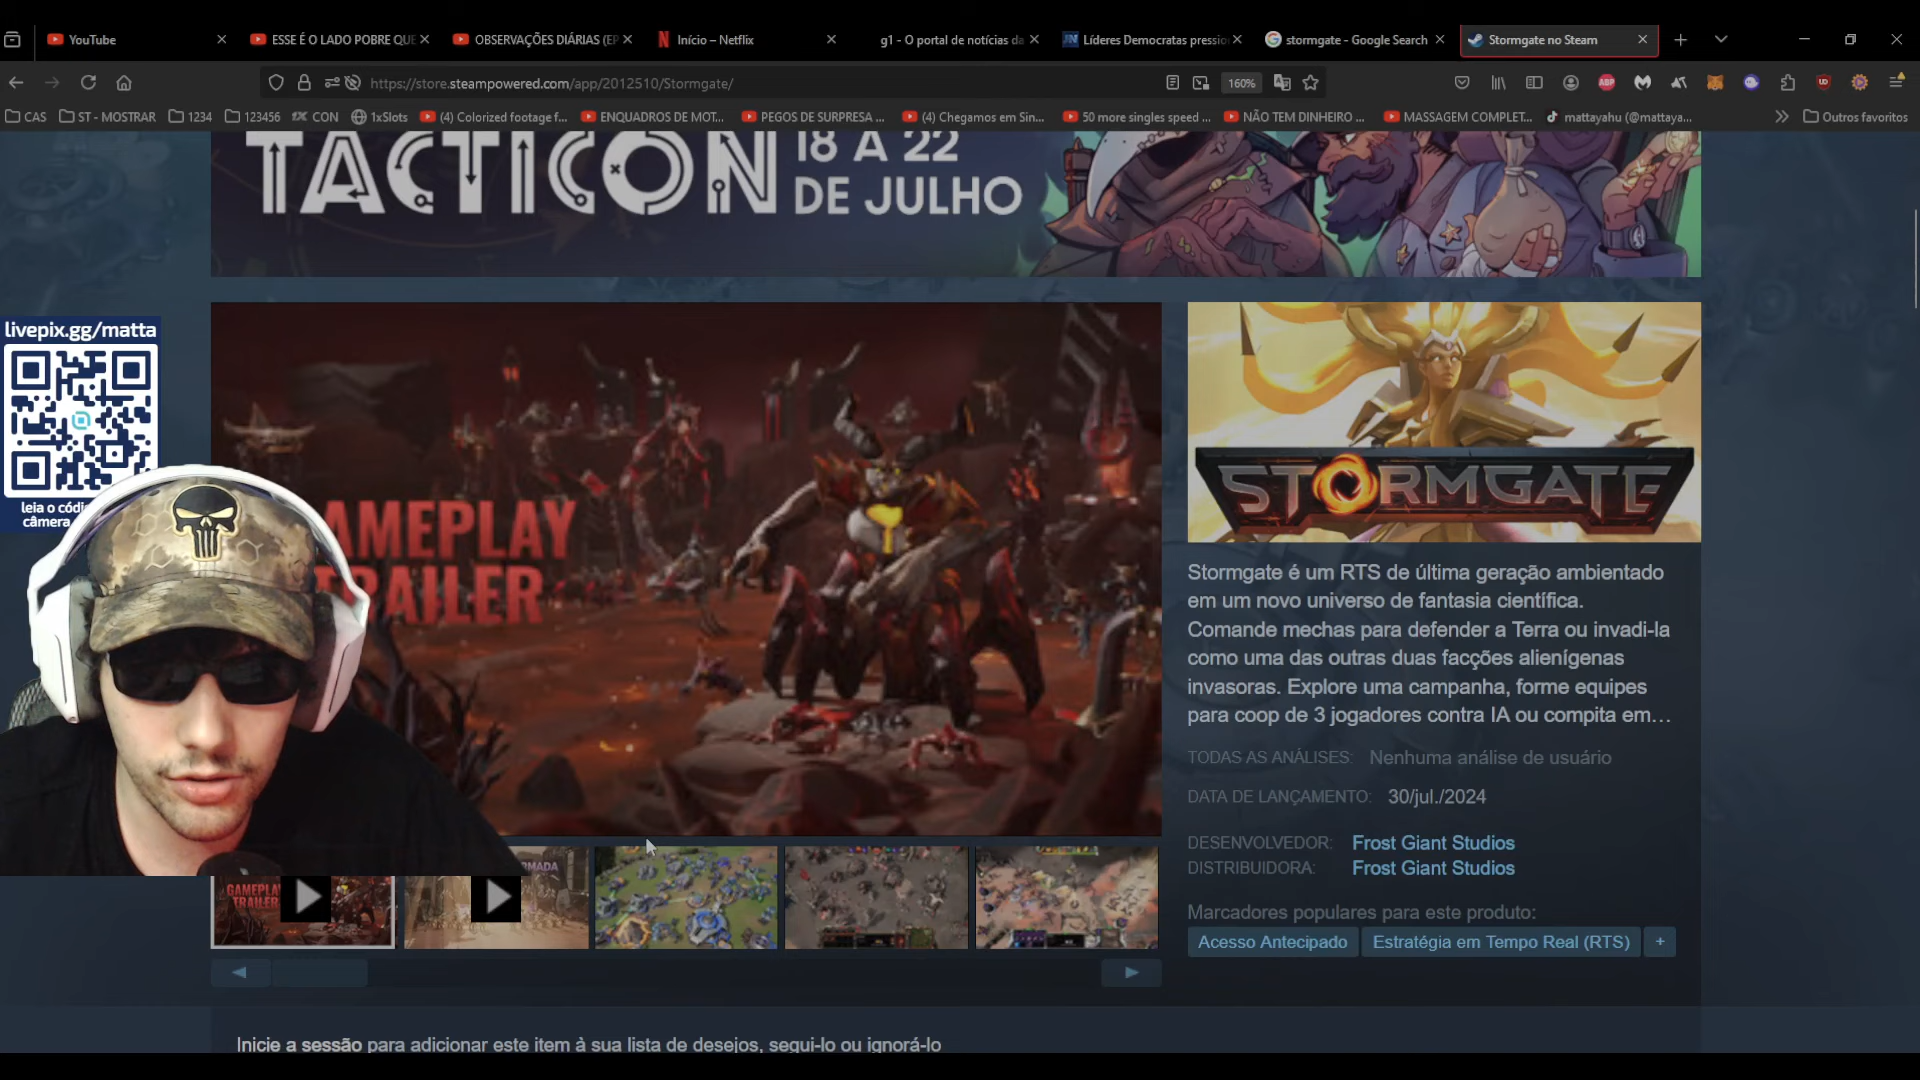 YouTube
ESSE É O LADO POBRE QUE
OBSERVAÇÕES DIÁRIAS (EP
Início – Netflix
g1 - O portal de notícias da
Líderes Democratas pressio
stormgate - Google Search
Stormgate no Steam
https://store.steampowered.com/app/2012510/Stormgate/
160%
CAS
ST - MOSTRAR
1234
123456
CON
1xSlots
(4) Colorized footage f...
ENQUADROS DE MOT...
PEGOS DE SURPRESA ...
(4) Chegamos em Sin...
50 more singles speed ...
NÃO TEM DINHEIRO ...
MASSAGEM COMPLET...
mattayahu (@mattaya...
Outros favoritos
TACTICON
18 A 22
DE JULHO
livepix.gg/matta
leia o códi
câmera
AMEPLAY
TRAILER
STORMGATE
Stormgate é um RTS de última geração ambientado
em um novo universo de fantasia científica.
Comande mechas para defender a Terra ou invadi-la
como uma das outras duas facções alienígenas
invasoras. Explore uma campanha, forme equipes
para coop de 3 jogadores contra IA ou compita em...
TODAS AS ANÁLISES: Nenhuma análise de usuário
DATA DE LANÇAMENTO: 30/jul./2024
DESENVOLVEDOR: Frost Giant Studios
DISTRIBUIDORA: Frost Giant Studios
Marcadores populares para este produto:
Acesso Antecipado
Estratégia em Tempo Real (RTS)
+
GAMEPLAY
TRAILER
RMADA
Inicie a sessão para adicionar este item à sua lista de desejos, segui-lo ou ignorá-lo